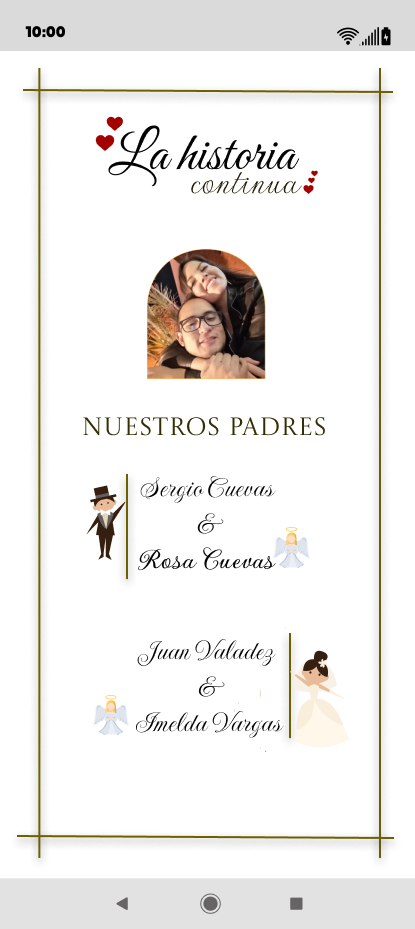 10:00
La historia
continua
NUESTROS PADRES
Sergio Cuevas
&
Rosa Cuevas
Juan Valadez
&
Imelda Vargas